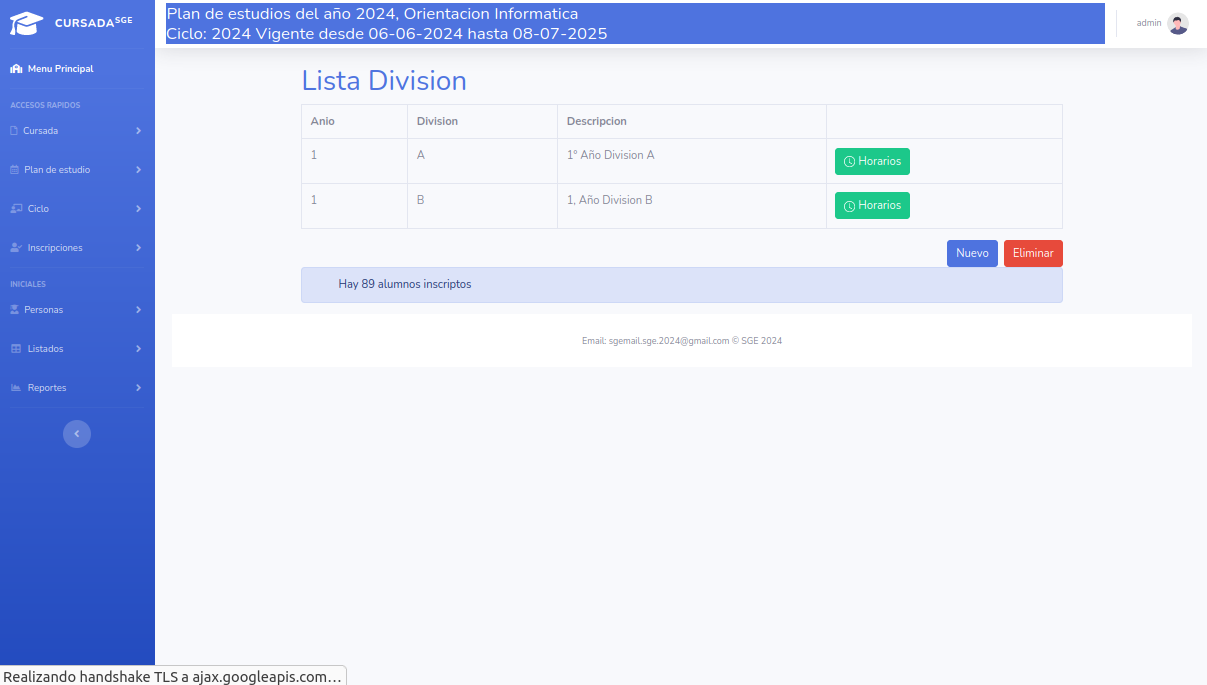 CURSADA SGE
Plan de estudios del año 2024, Orientacion Informatica
Ciclo: 2024 Vigente desde 06-06-2024 hasta 08-07-2025
admin
Menu Principal
ACCESOS RAPIDOS
Cursada
Plan de estudio
Ciclo
Inscripciones
INICIALES
Personas
Listados
Reportes
Lista Division
Anio Division Descripcion
1 A 1° Año Division A Horarios
1 B 1, Año Division B Horarios
Nuevo Eliminar
Hay 89 alumnos inscriptos
Email: sgemail.sge.2024@gmail.com © SGE 2024
Realizando handshake TLS a ajax.googleapis.com…